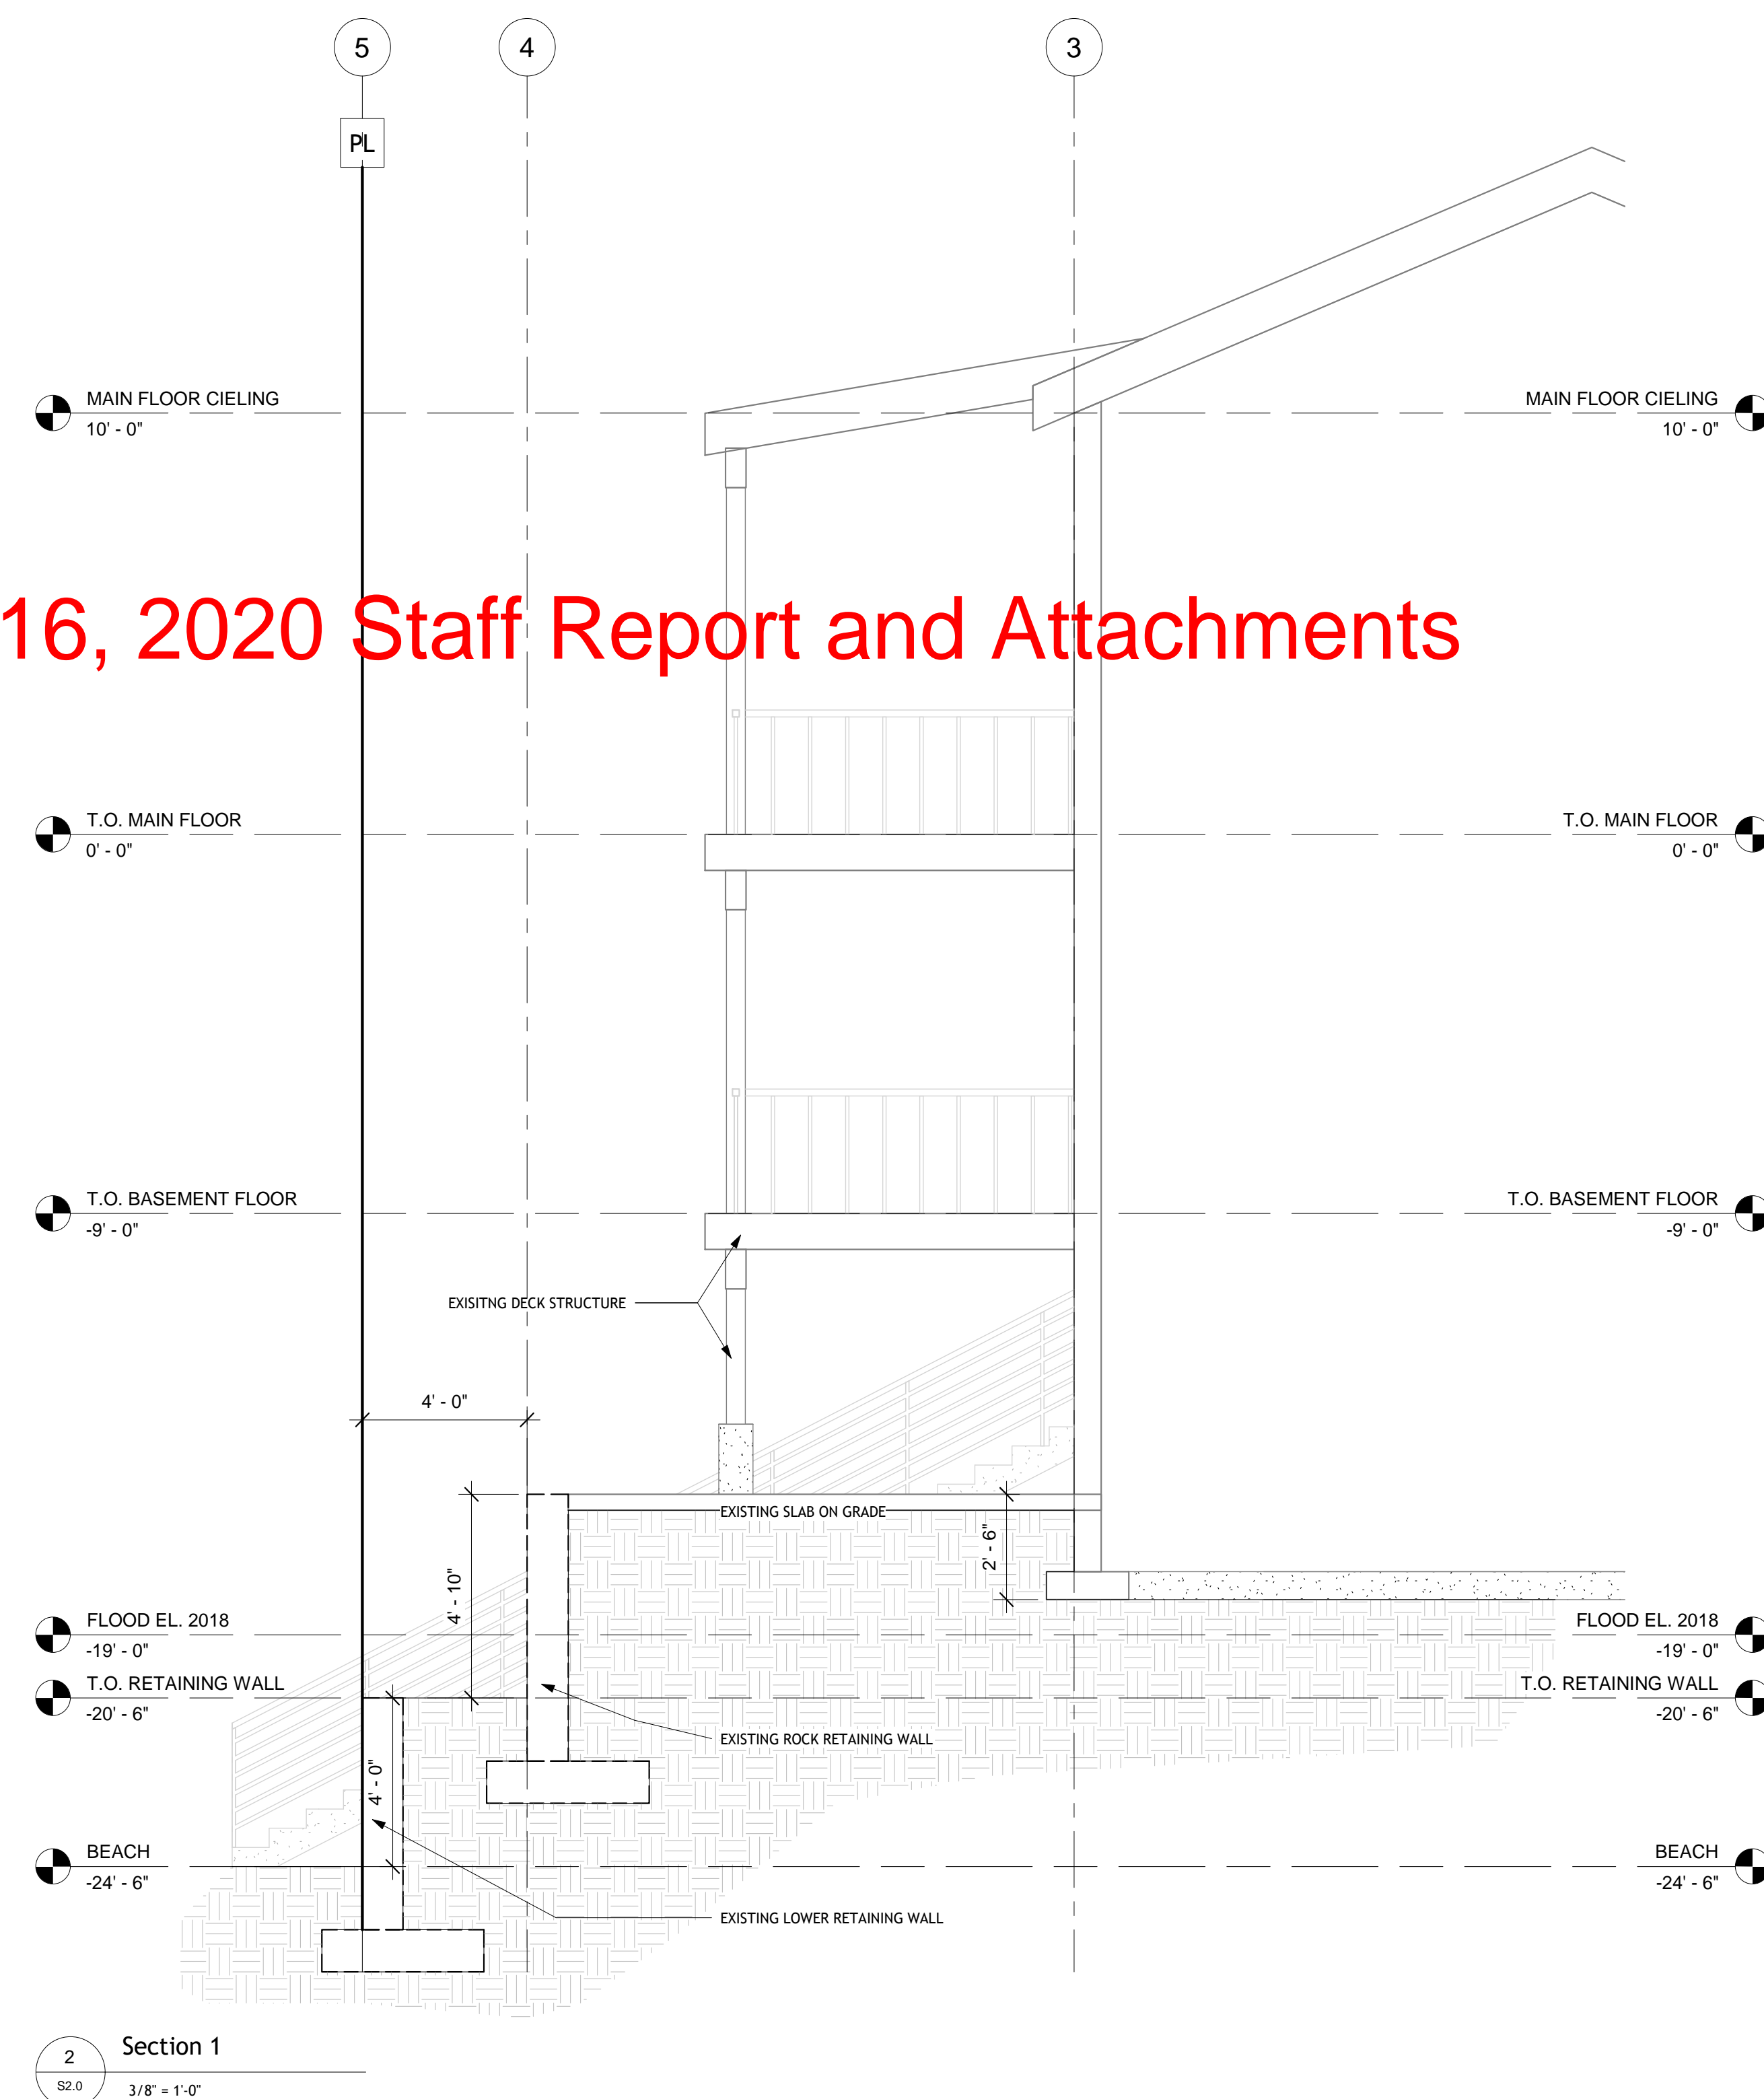 5 4 3
PL
MAIN FLOOR CIELING MAIN FLOOR CIELING
10' - 0" 10' - 0"
16, 2020 Staff Report and Attachments
T.O. MAIN FLOOR T.O. MAIN FLOOR
0' - 0" 0' - 0"
T.O. BASEMENT FLOOR T.O. BASEMENT FLOOR
-9' - 0" -9' - 0"
EXISITNG DECK STRUCTURE
4' - 0"
EXISTING SLAB ON GRADE
2' - 6"
4' - 10"
FLOOD EL. 2018 FLOOD EL. 2018
-19' - 0" -19' - 0"
T.O. RETAINING WALL T.O. RETAINING WALL
-20' - 6" -20' - 6"
EXISTING ROCK RETAINING WALL
4' - 0"
BEACH BEACH
-24' - 6" -24' - 6"
EXISTING LOWER RETAINING WALL
2 Section 1
S2.0 3/8" = 1'-0"